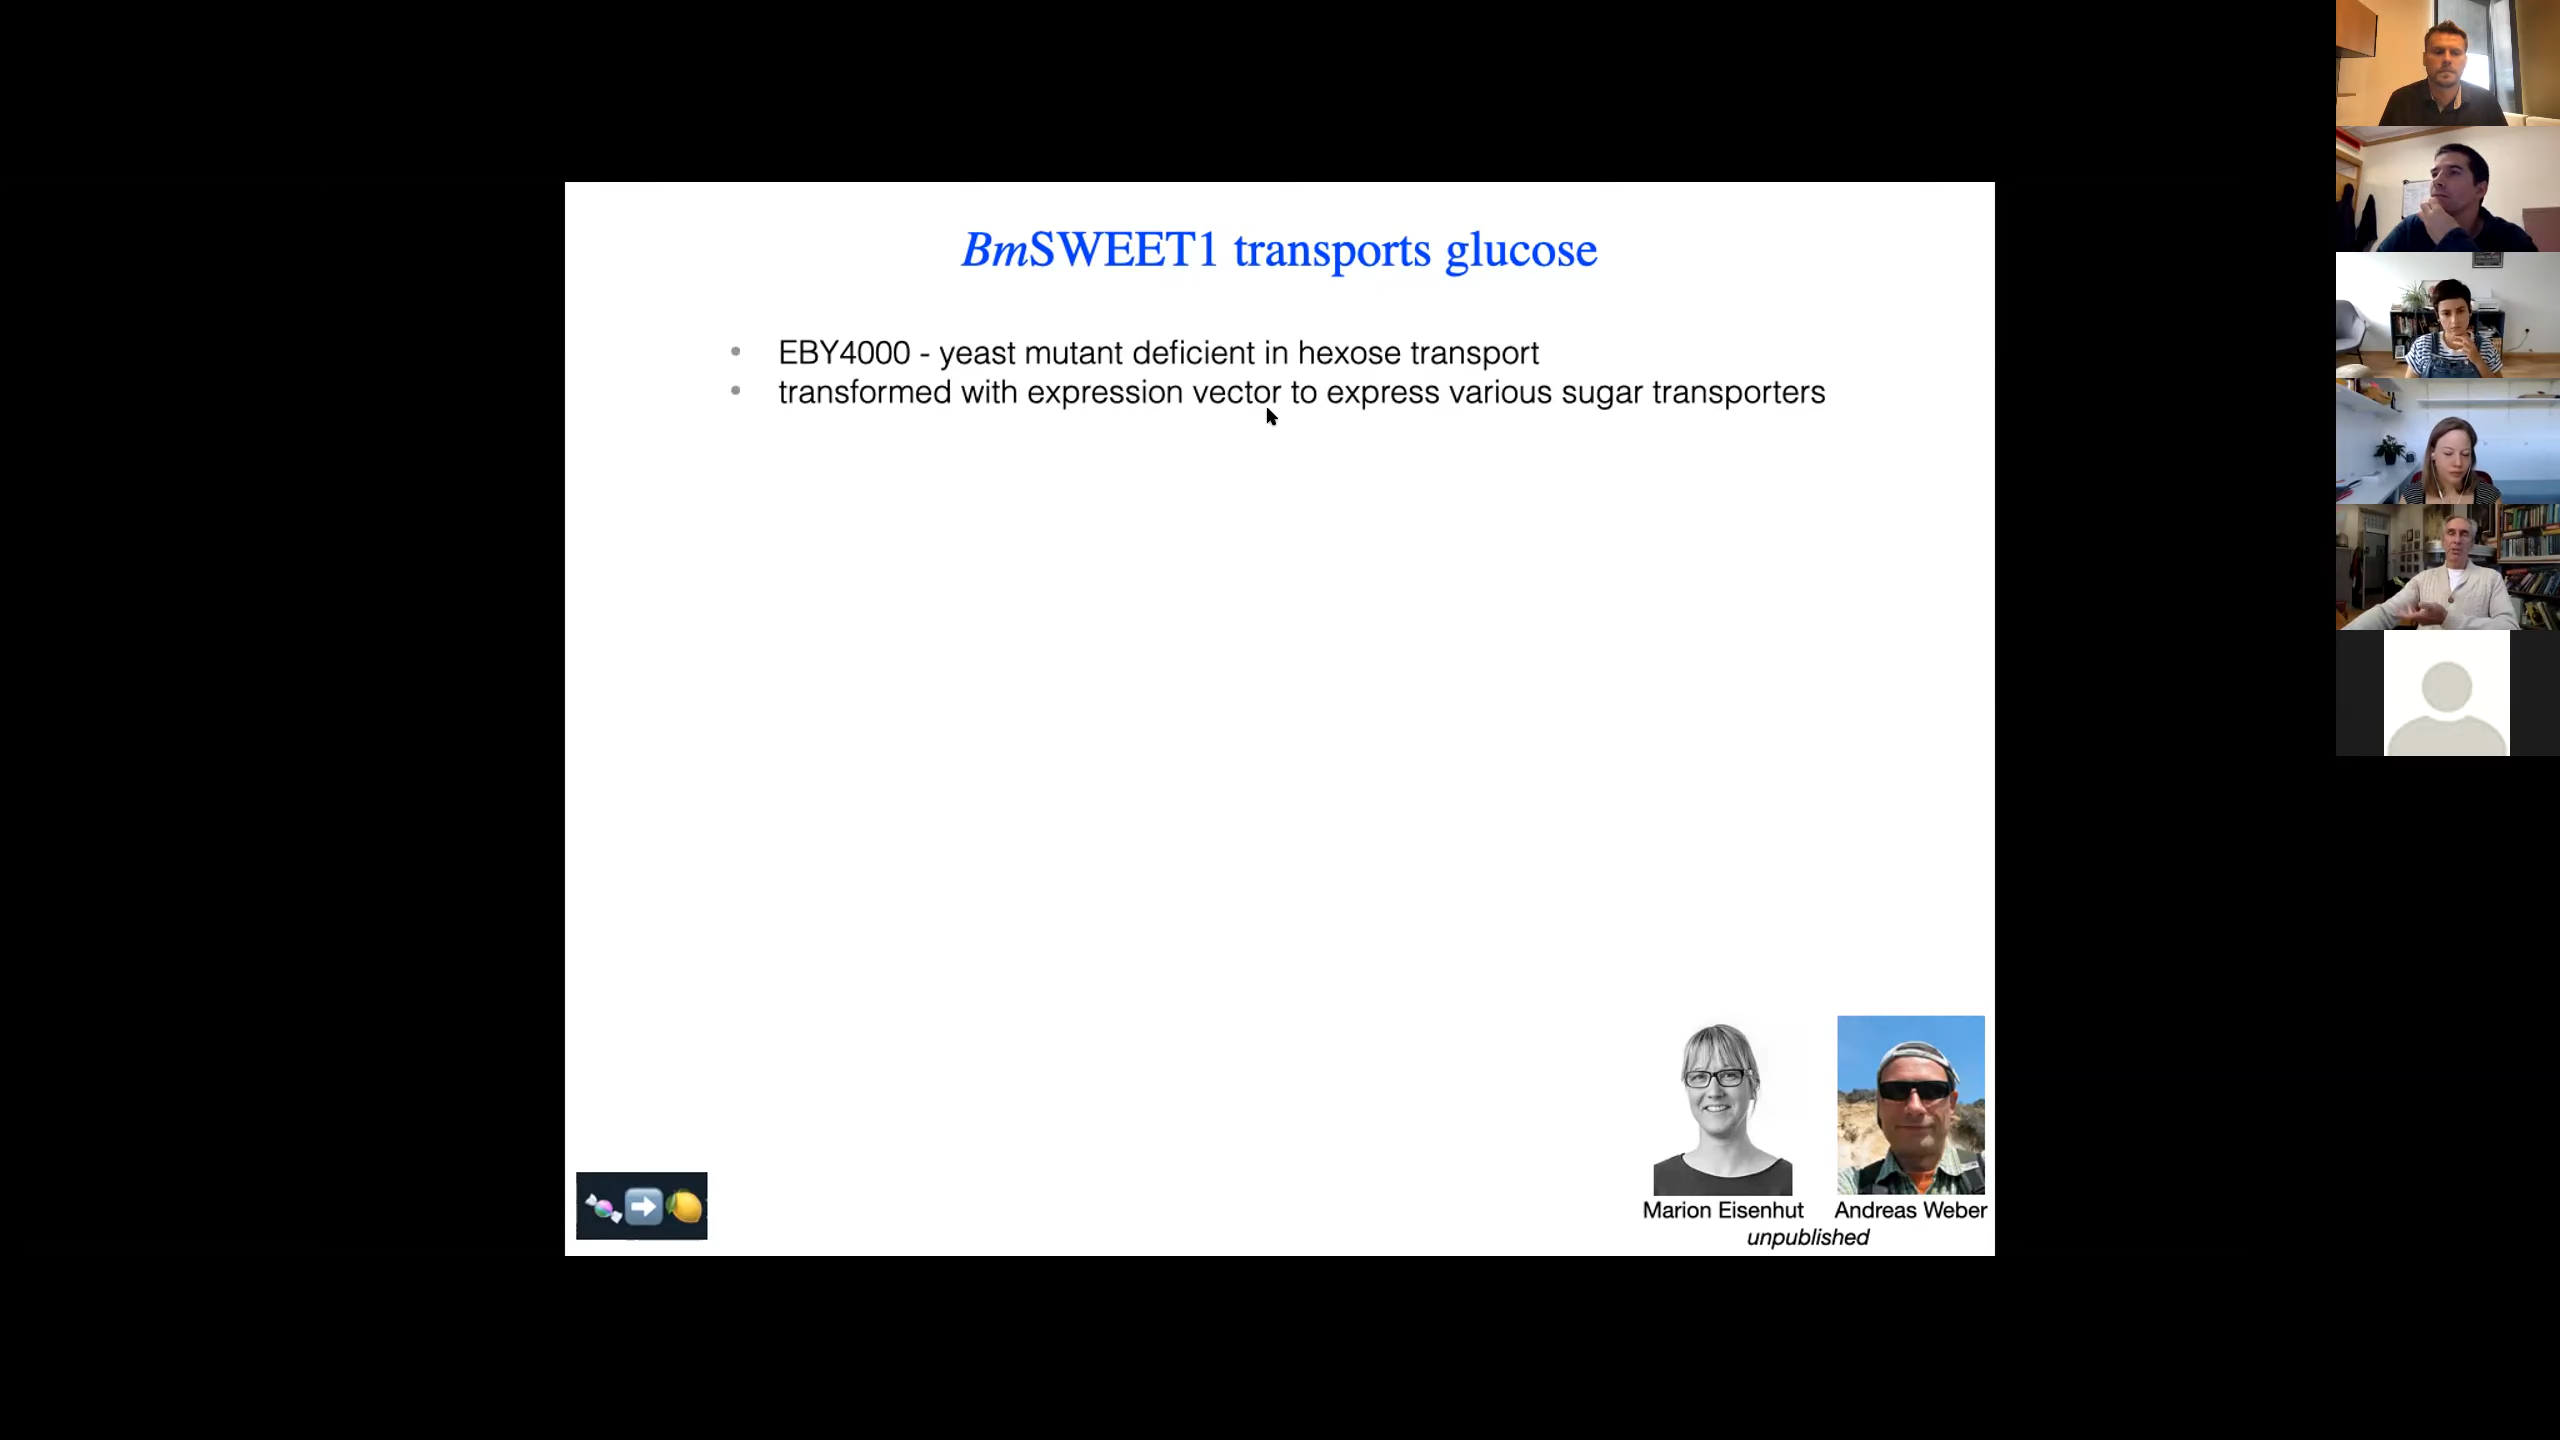 BmSWEET1 transports glucose
• EBY4000 - yeast mutant deficient in hexose transport
• transformed with expression vector to express various sugar transporters
Marion Eisenhut
Andreas Weber
unpublished